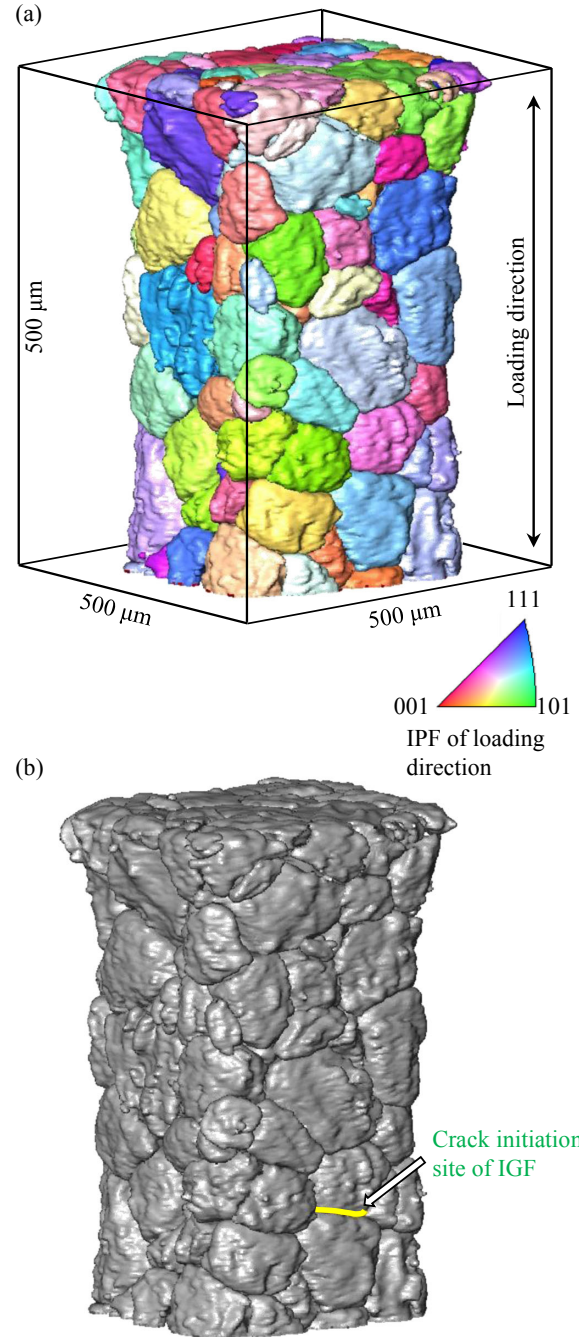 (a)
500 μm
Loading direction
500 μm
500 μm
111
001
101
IPF of loading
direction
(b)
Crack initiation
site of IGF